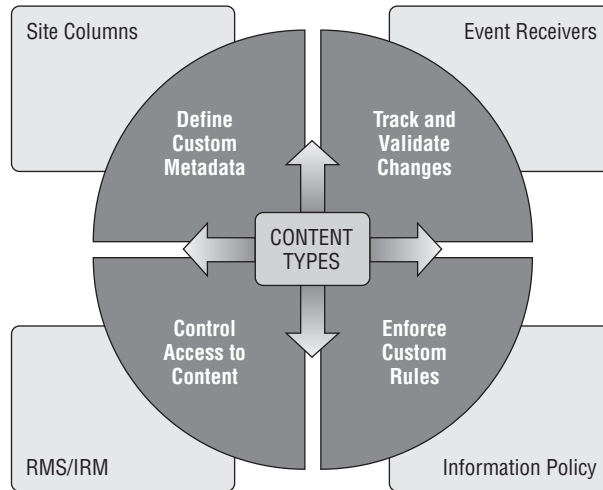 Site Columns
Event Receivers
Define
Custom
Metadata
Track and
Validate
Changes
CONTENT
TYPES
Control
Access to
Content
Enforce
Custom
Rules
RMS/IRM
Information Policy